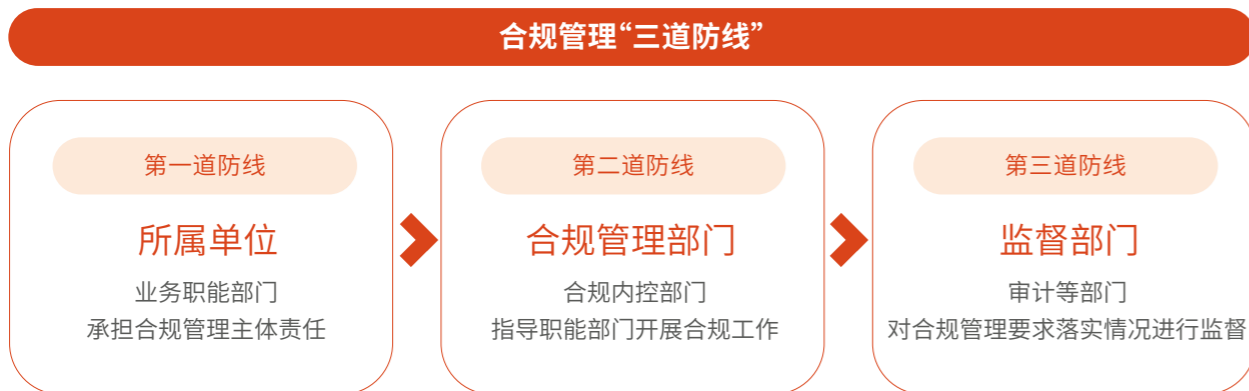 合规管理“三道防线”
第一道防线
所属单位
业务职能部门
承担合规管理主体责任
第二道防线
合规管理部门
合规内控部门
指导职能部门开展合规工作
第三道防线
监督部门
审计等部门
对合规管理要求落实情况进行监督